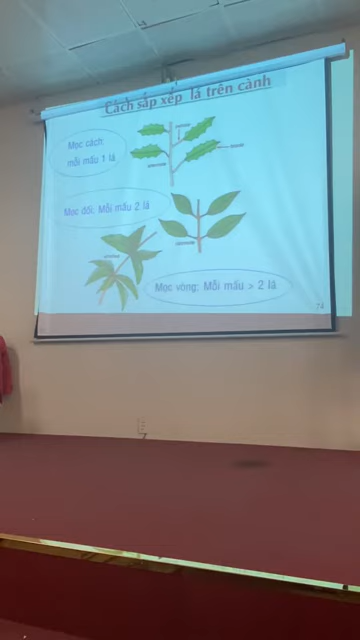 Cách sắp xếp lá trên cành
Mọc cách:
mỗi mấu 1 lá
Mọc đối: Mỗi mấu 2 lá
Mọc vòng: Mỗi mấu > 2 lá
74